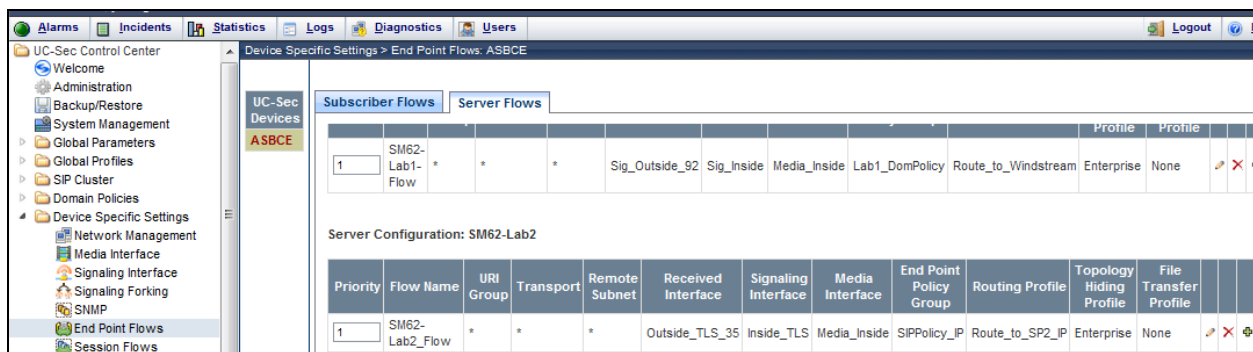 Alarms Incidents Statistics Logs Diagnostics Users Logout
UC-Sec Control Center
Welcome
Administration
Backup/Restore
System Management
Global Parameters
Global Profiles
SIP Cluster
Domain Policies
Device Specific Settings
Network Management
Media Interface
Signaling Interface
Signaling Forking
SNMP
End Point Flows
Session Flows
Device Specific Settings > End Point Flows: ASBCE
UC-Sec
Devices
ASBCE
Subscriber Flows Server Flows
Profile Profile
1 SM62-Lab1-Flow * * * Sig_Outside_92 Sig_Inside Media_Inside Lab1_DomPolicy Route_to_Windstream Enterprise None
Server Configuration: SM62-Lab2
Priority Flow Name URI Group Transport Remote Subnet Received Interface Signaling Interface Media Interface End Point Policy Group Routing Profile Topology Hiding Profile File Transfer Profile
1 SM62-Lab2_Flow * * * Outside_TLS_35 Inside_TLS Media_Inside SIPPolicy_IP Route_to_SP2_IP Enterprise None